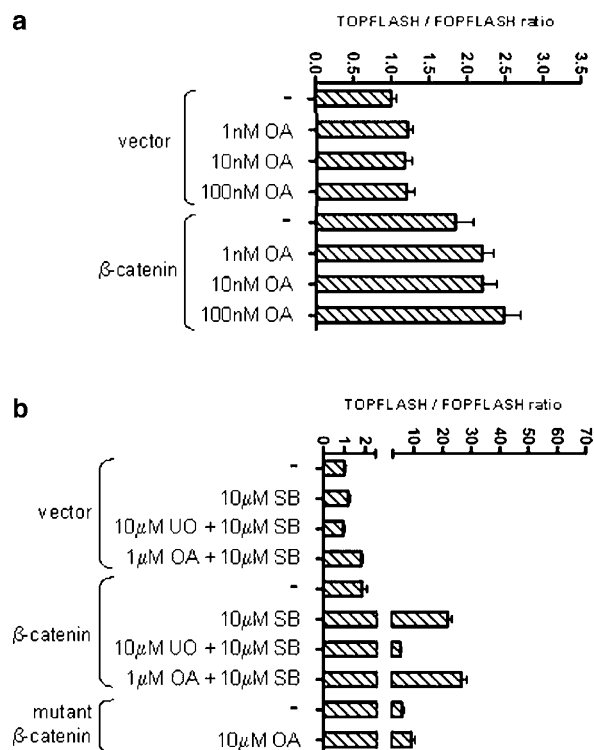 a
TOPFLASH / FOPFLASH ratio
0.0 0.5 1.0 1.5 2.0 2.5 3.0 3.5
vector
-
1nM OA
10nM OA
100nM OA
β-catenin
-
1nM OA
10nM OA
100nM OA
b
TOPFLASH / FOPFLASH ratio
0 1 2 10 20 30 40 50 60 70
vector
-
10µM SB
10µM UO + 10µM SB
1µM OA + 10µM SB
β-catenin
-
10µM SB
10µM UO + 10µM SB
1µM OA + 10µM SB
mutant
β-catenin
-
10µM OA